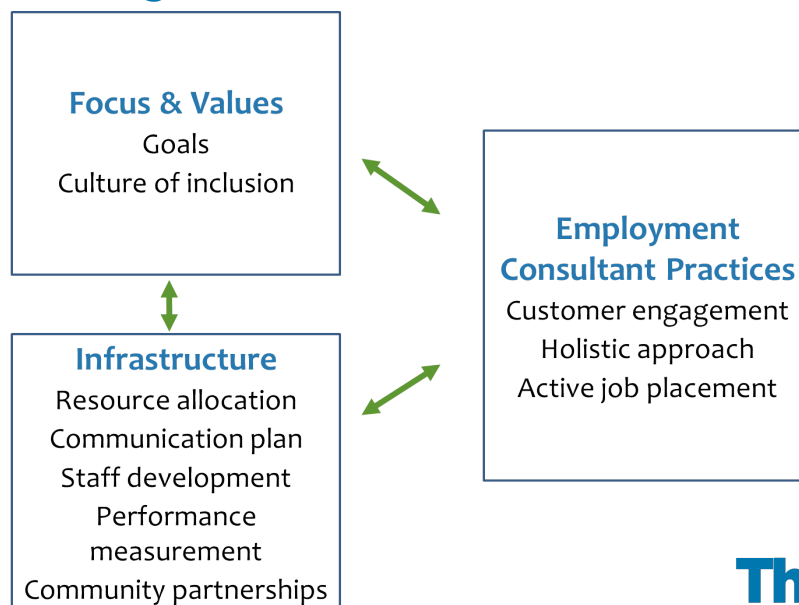 Focus & Values
Goals
Culture of inclusion
Infrastructure
Resource allocation
Communication plan
Staff development
Performance
measurement
Community partnerships
Employment
Consultant Practices
Customer engagement
Holistic approach
Active job placement
Th